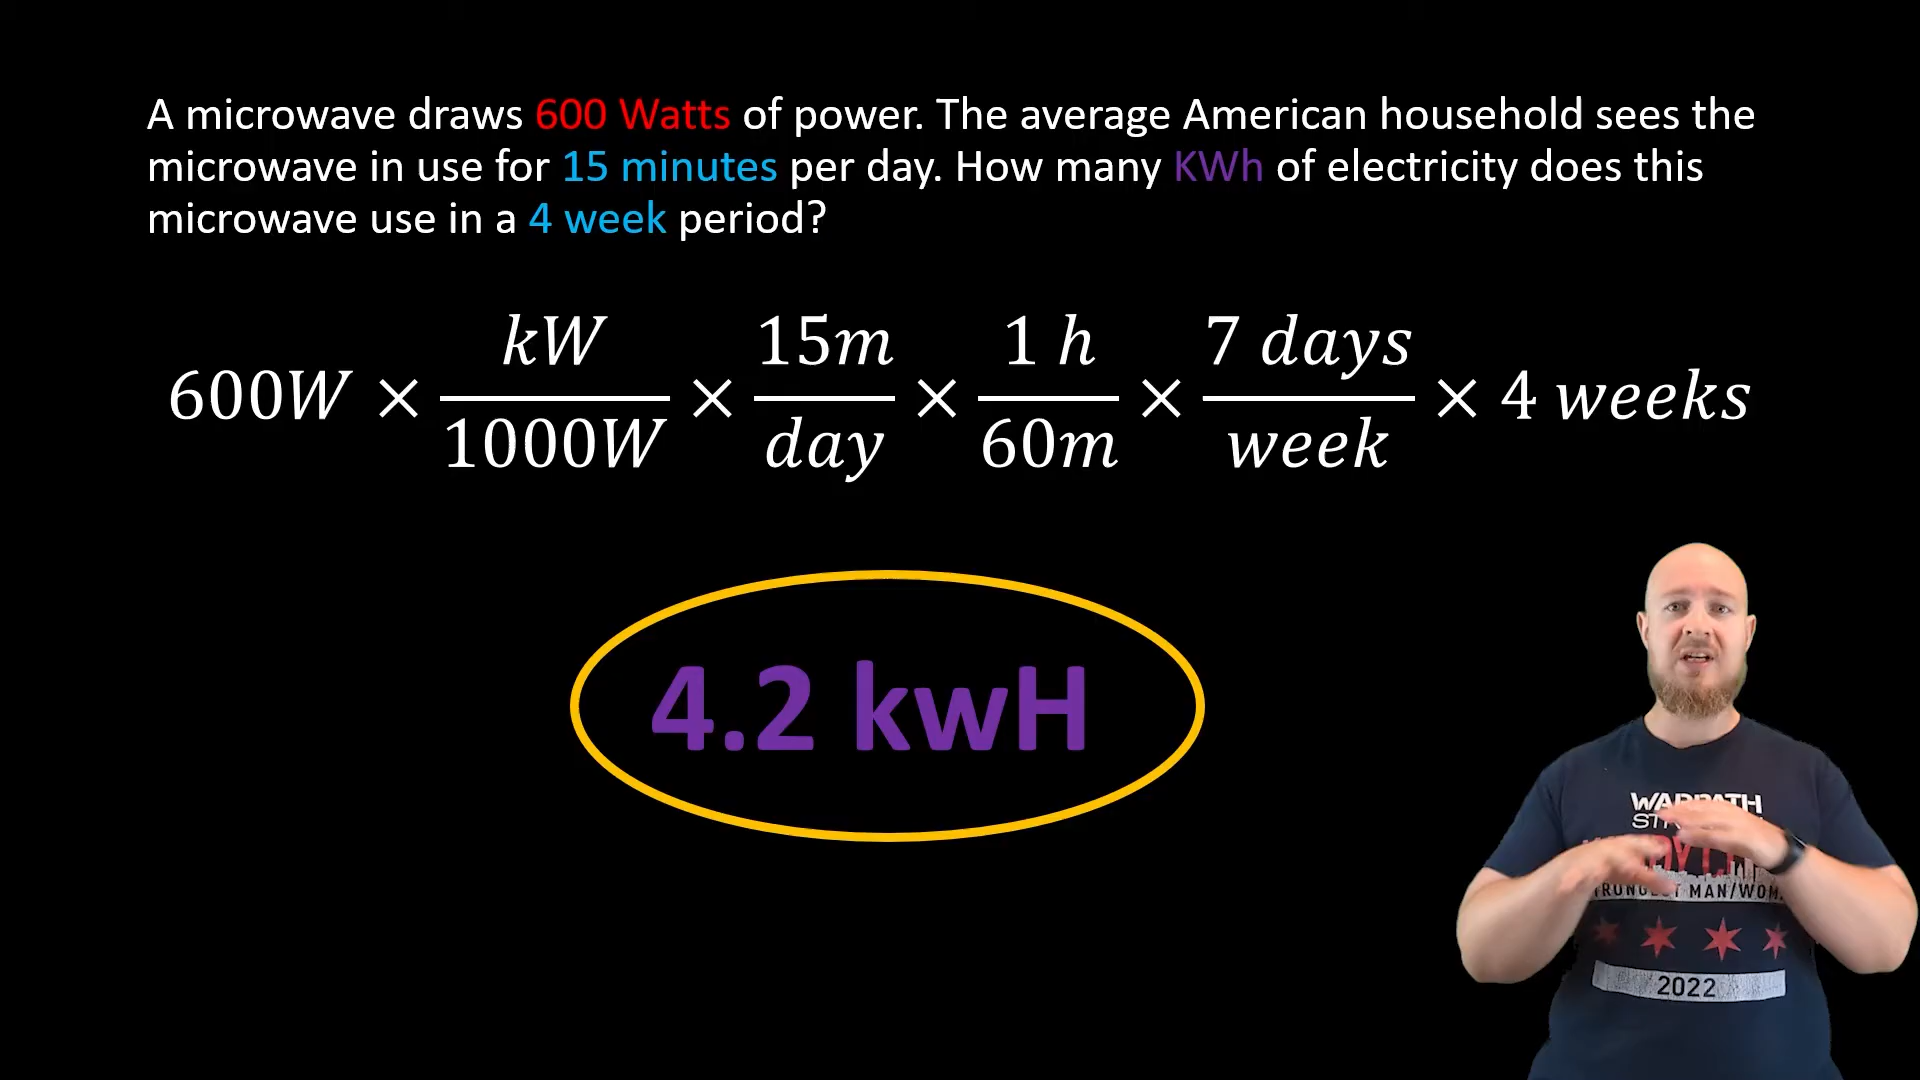 A microwave draws 600 Watts of power. The average American household sees the
microwave in use for 15 minutes per day. How many KWh of electricity does this
microwave use in a 4 week period?
600W × kW/1000W × 15m/day × 1 h/60m × 7 days/week × 4 weeks
4.2 kwH
WARPATH
MAN/WOM
2022